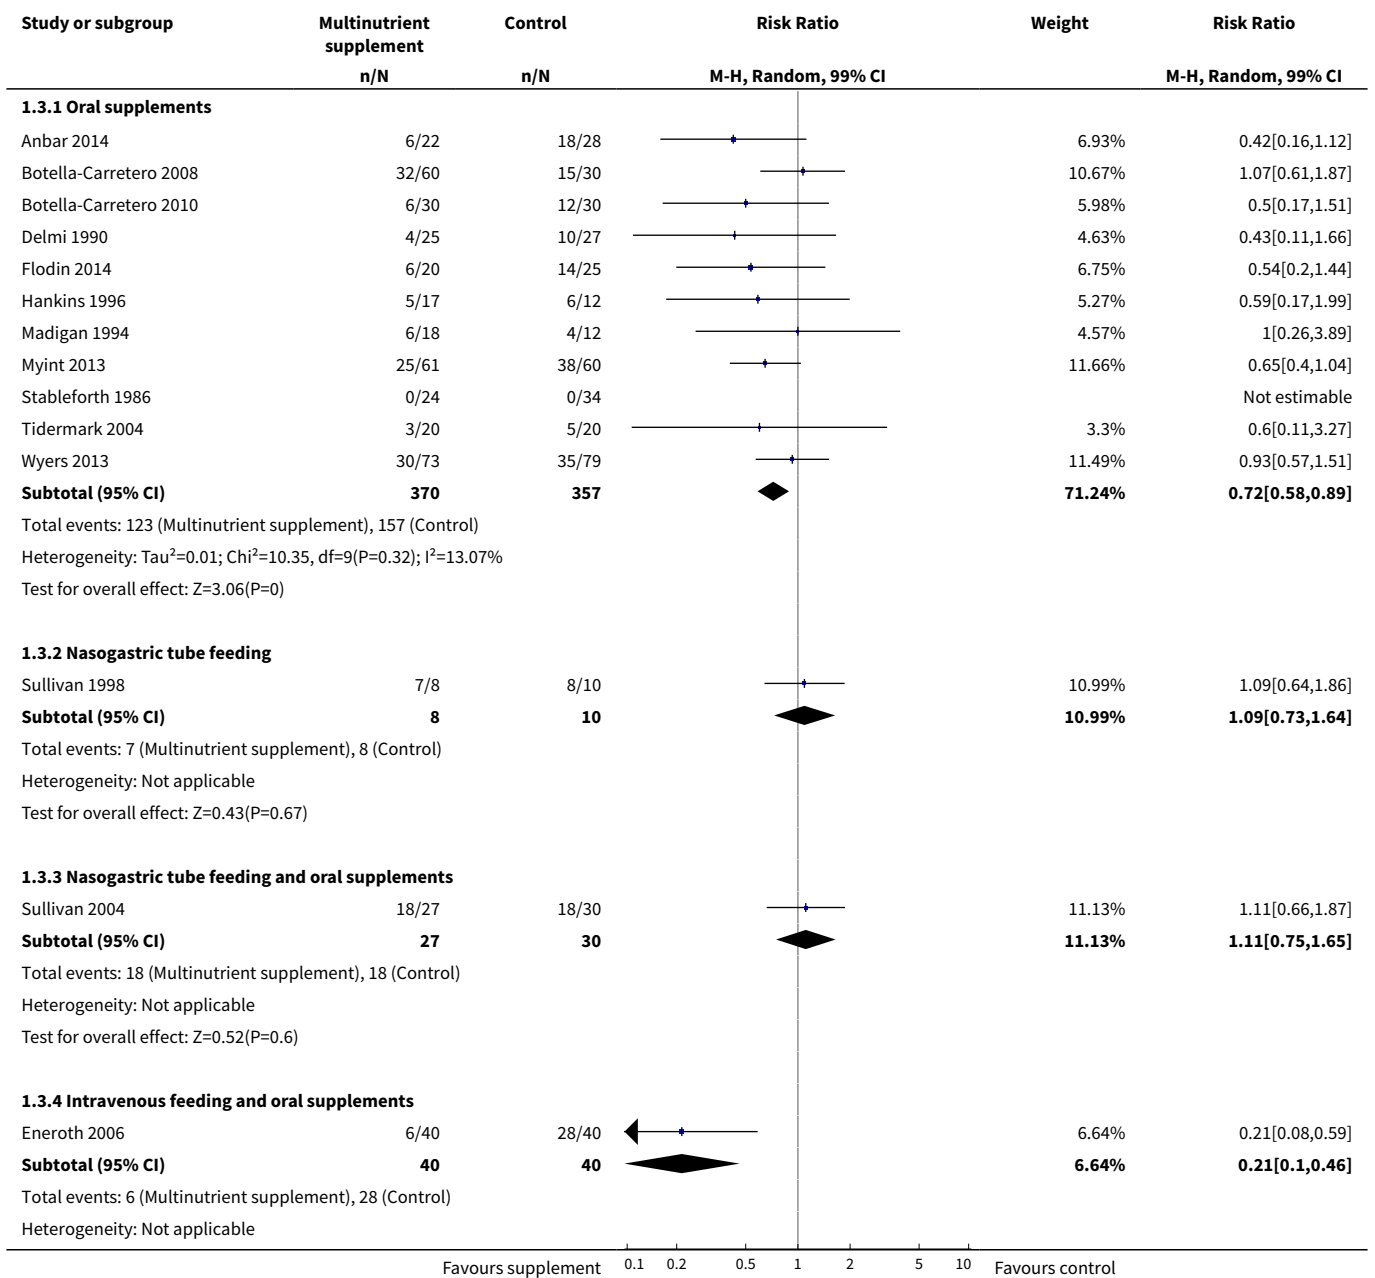 Study or subgroup Multinutrient supplement Control Risk Ratio Weight Risk Ratio
n/N n/N M-H, Random, 99% CI M-H, Random, 99% CI
1.3.1 Oral supplements
Anbar 2014 6/22 18/28 6.93% 0.42[0.16,1.12]
Botella-Carretero 2008 32/60 15/30 10.67% 1.07[0.61,1.87]
Botella-Carretero 2010 6/30 12/30 5.98% 0.5[0.17,1.51]
Delmi 1990 4/25 10/27 4.63% 0.43[0.11,1.66]
Flodin 2014 6/20 14/25 6.75% 0.54[0.2,1.44]
Hankins 1996 5/17 6/12 5.27% 0.59[0.17,1.99]
Madigan 1994 6/18 4/12 4.57% 1[0.26,3.89]
Myint 2013 25/61 38/60 11.66% 0.65[0.4,1.04]
Stableforth 1986 0/24 0/34 Not estimable
Tidermark 2004 3/20 5/20 3.3% 0.6[0.11,3.27]
Wyers 2013 30/73 35/79 11.49% 0.93[0.57,1.51]
Subtotal (95% CI) 370 357 71.24% 0.72[0.58,0.89]
Total events: 123 (Multinutrient supplement), 157 (Control)
Heterogeneity: Tau²=0.01; Chi²=10.35, df=9(P=0.32); I²=13.07%
Test for overall effect: Z=3.06(P=0)
1.3.2 Nasogastric tube feeding
Sullivan 1998 7/8 8/10 10.99% 1.09[0.64,1.86]
Subtotal (95% CI) 8 10 10.99% 1.09[0.73,1.64]
Total events: 7 (Multinutrient supplement), 8 (Control)
Heterogeneity: Not applicable
Test for overall effect: Z=0.43(P=0.67)
1.3.3 Nasogastric tube feeding and oral supplements
Sullivan 2004 18/27 18/30 11.13% 1.11[0.66,1.87]
Subtotal (95% CI) 27 30 11.13% 1.11[0.75,1.65]
Total events: 18 (Multinutrient supplement), 18 (Control)
Heterogeneity: Not applicable
Test for overall effect: Z=0.52(P=0.6)
1.3.4 Intravenous feeding and oral supplements
Eneroth 2006 6/40 28/40 6.64% 0.21[0.08,0.59]
Subtotal (95% CI) 40 40 6.64% 0.21[0.1,0.46]
Total events: 6 (Multinutrient supplement), 28 (Control)
Heterogeneity: Not applicable
Favours supplement 0.1 0.2 0.5 1 2 5 10 Favours control